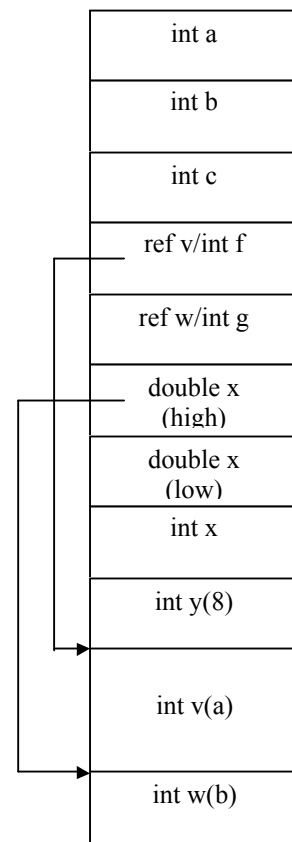 int a
int b
int c
ref v/int f
ref w/int g
double x
(high)
double x
(low)
int x
int y(8)
int v(a)
int w(b)